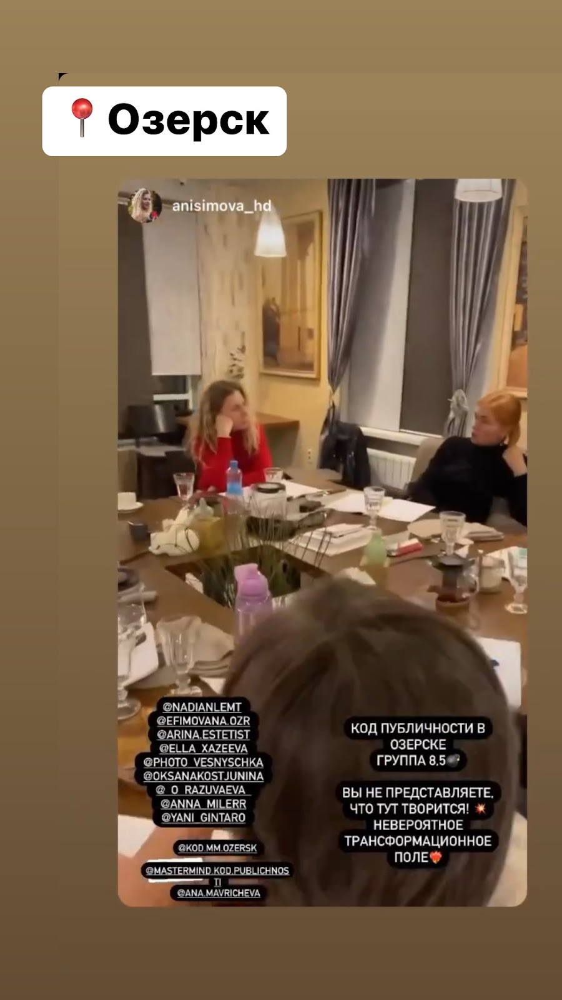 📍 Озерск
anisimova_hd
@NADIANLEMT
@EFIMOVANA.OZR
@ARINA.ESTETIST
@ELLA_XAZEEVA
@PHOTO_VESNYSCHKA
@OKSANAKOSTJUNINA
@_O_RAZUVAEVA_
@ANNA_MILERR
@YANI_GINTARO
@KOD.MM.OZERSK
@MASTERMIND.KOD.PUBLICHNOS
TI
@ANA.MAVRICHEVA
КОД ПУБЛИЧНОСТИ В
ОЗЕРСКЕ
ГРУППА 8,5💣
ВЫ НЕ ПРЕДСТАВЛЯЕТЕ,
ЧТО ТУТ ТВОРИТСЯ! 💥
НЕВЕРОЯТНОЕ
ТРАНСФОРМАЦИОННОЕ
ПОЛЕ❤️‍🔥